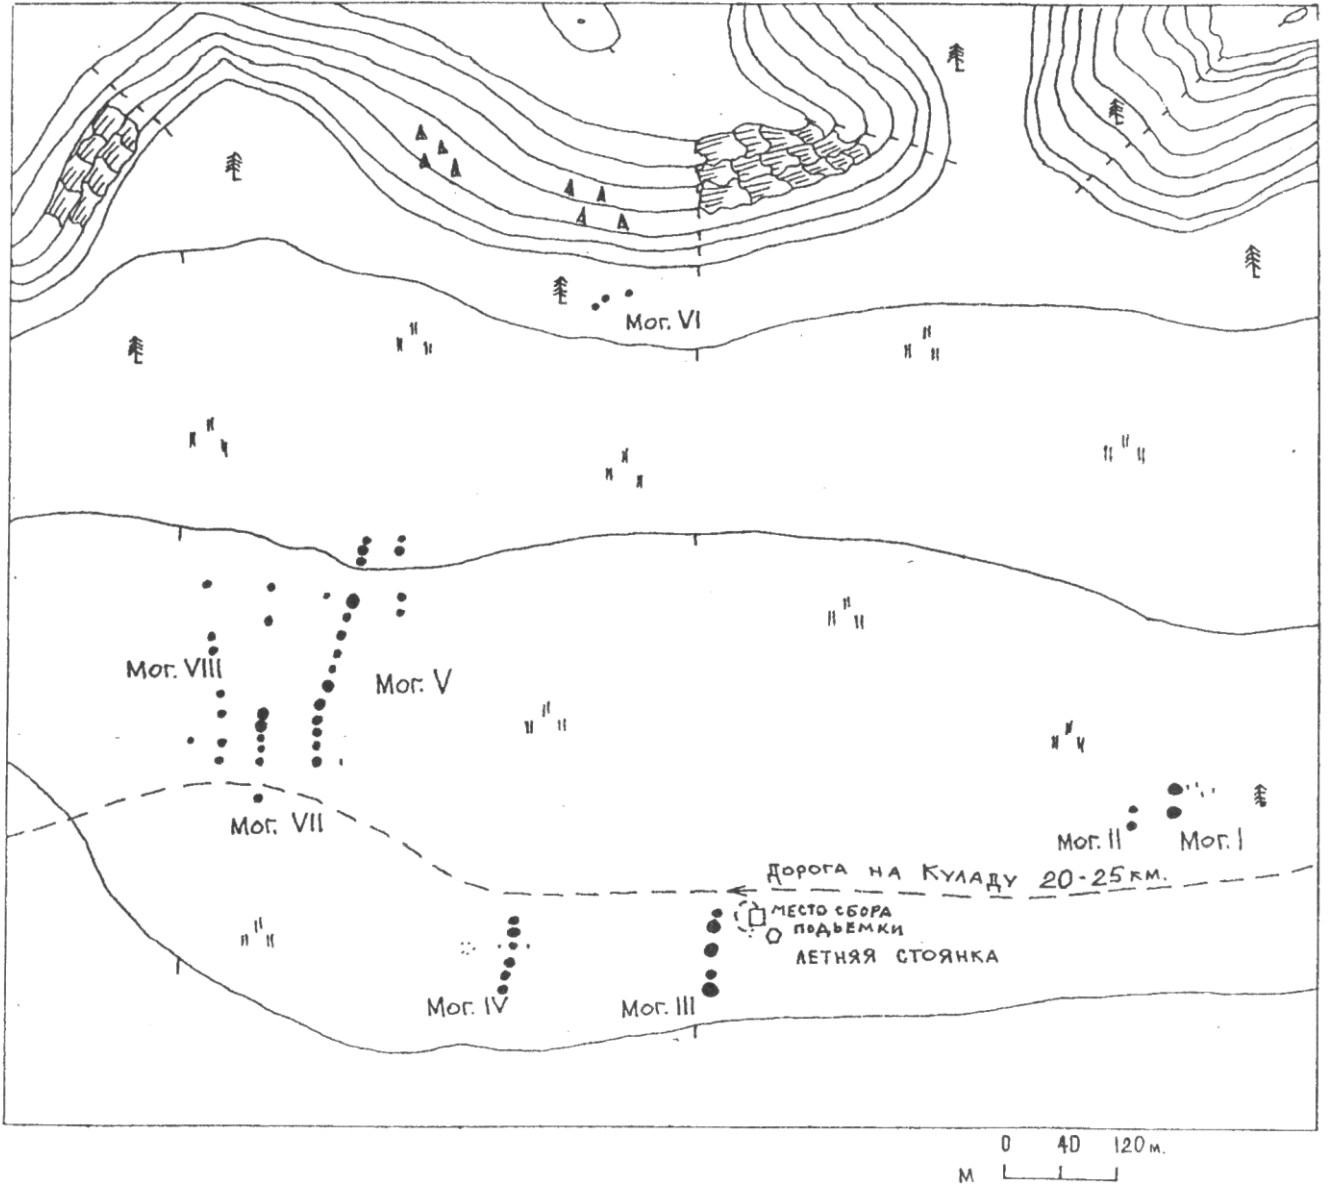 Мог. VI
Мог. VIII
Мог. V
Мог. VII
Мог. II
Мог. I
Дорога на Куладу 20-25 км.
место сбора
подъемки
летняя стоянка
Мог. IV
Мог. III
0 40 120 м.
М